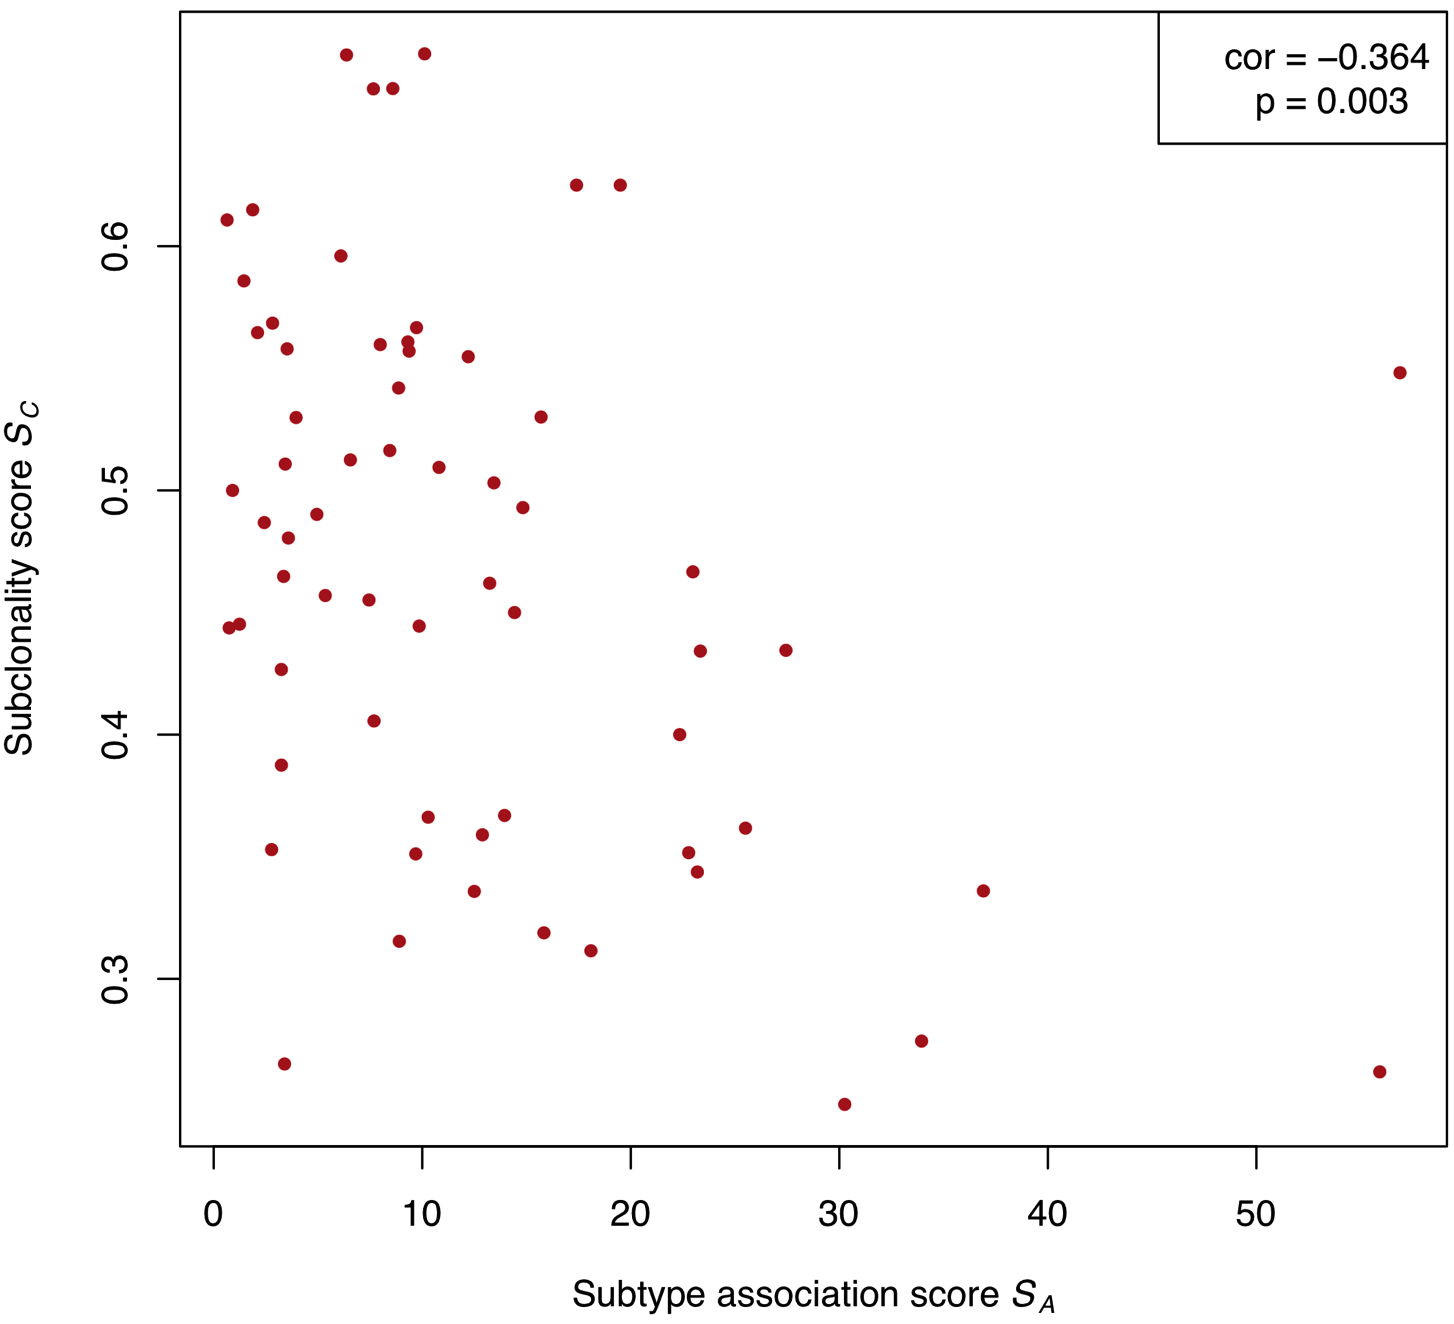 cor = −0.364
p = 0.003
Subclonality score S_C
0.6
0.5
0.4
0.3
0 10 20 30 40 50
Subtype association score S_A